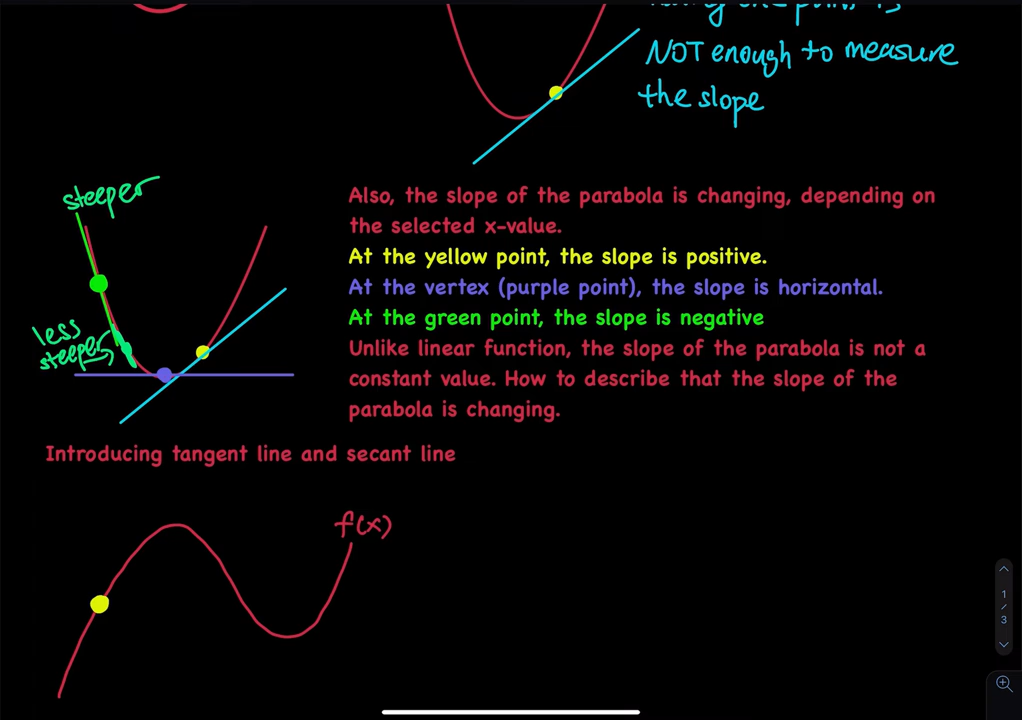 NOT enough to measure
the slope
steeper
Also, the slope of the parabola is changing, depending on
the selected x-value.
At the yellow point, the slope is positive.
At the vertex (purple point), the slope is horizontal.
At the green point, the slope is negative
less
steeper
Unlike linear function, the slope of the parabola is not a
constant value. How to describe that the slope of the
parabola is changing.
Introducing tangent line and secant line
f(x)
1
/
3